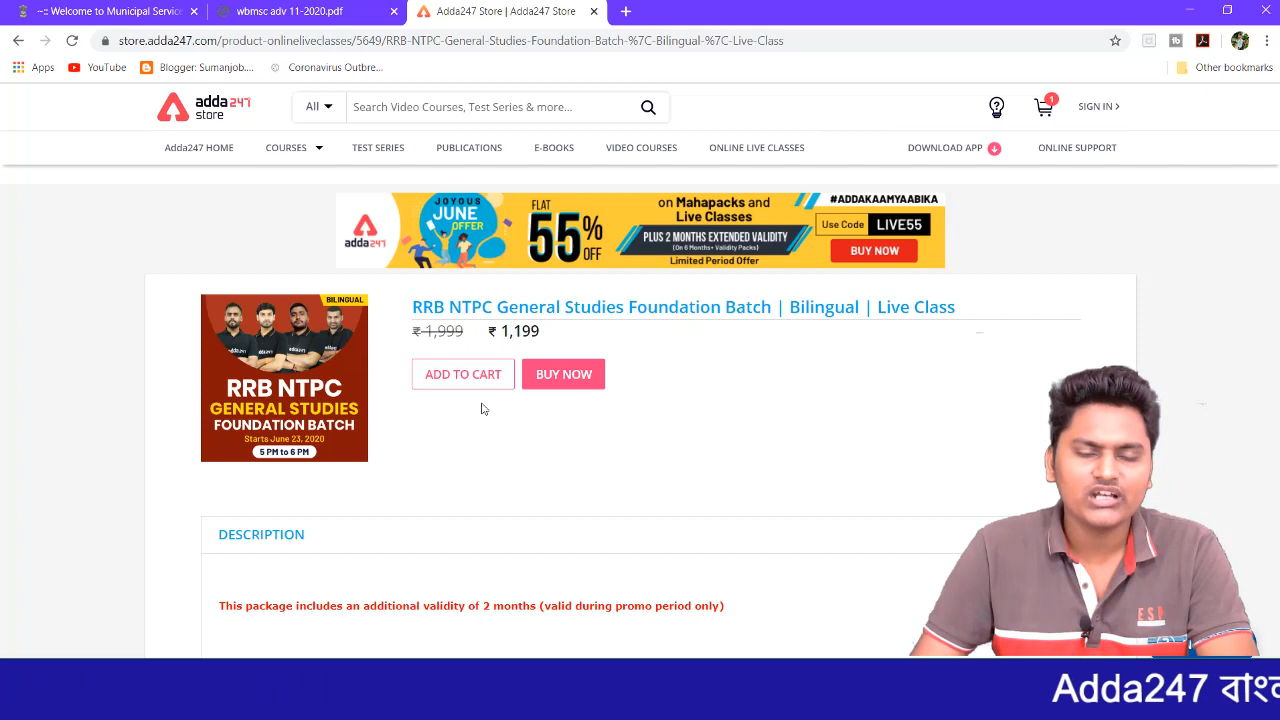 -:: Welcome to Municipal Service
wbmsc adv 11-2020.pdf
Adda247 Store | Adda247 Store
store.adda247.com/product-onlineliveclasses/5649/RRB-NTPC-General-Studies-Foundation-Batch-%7C-Bilingual-%7C-Live-Class
Apps
YouTube
Blogger: Sumanjob....
Coronavirus Outbre...
Other bookmarks
adda247
store
All
Search Video Courses, Test Series & more...
1
SIGN IN
Adda247 HOME
COURSES
TEST SERIES
PUBLICATIONS
E-BOOKS
VIDEO COURSES
ONLINE LIVE CLASSES
DOWNLOAD APP
ONLINE SUPPORT
adda247
JOYOUS
JUNE
OFFER
FLAT
55% OFF
on Mahapacks and
Live Classes
PLUS 2 MONTHS EXTENDED VALIDITY
(On 6 Months+ Validity Packs)
Limited Period Offer
#ADDAKAAMYAABIKA
Use Code LIVE55
BUY NOW
BILINGUAL
RRB NTPC
GENERAL STUDIES
FOUNDATION BATCH
Starts June 23, 2020
5 PM to 6 PM
RRB NTPC General Studies Foundation Batch | Bilingual | Live Class
₹ 1,999 ₹ 1,199
ADD TO CART
BUY NOW
DESCRIPTION
This package includes an additional validity of 2 months (valid during promo period only)
Adda247